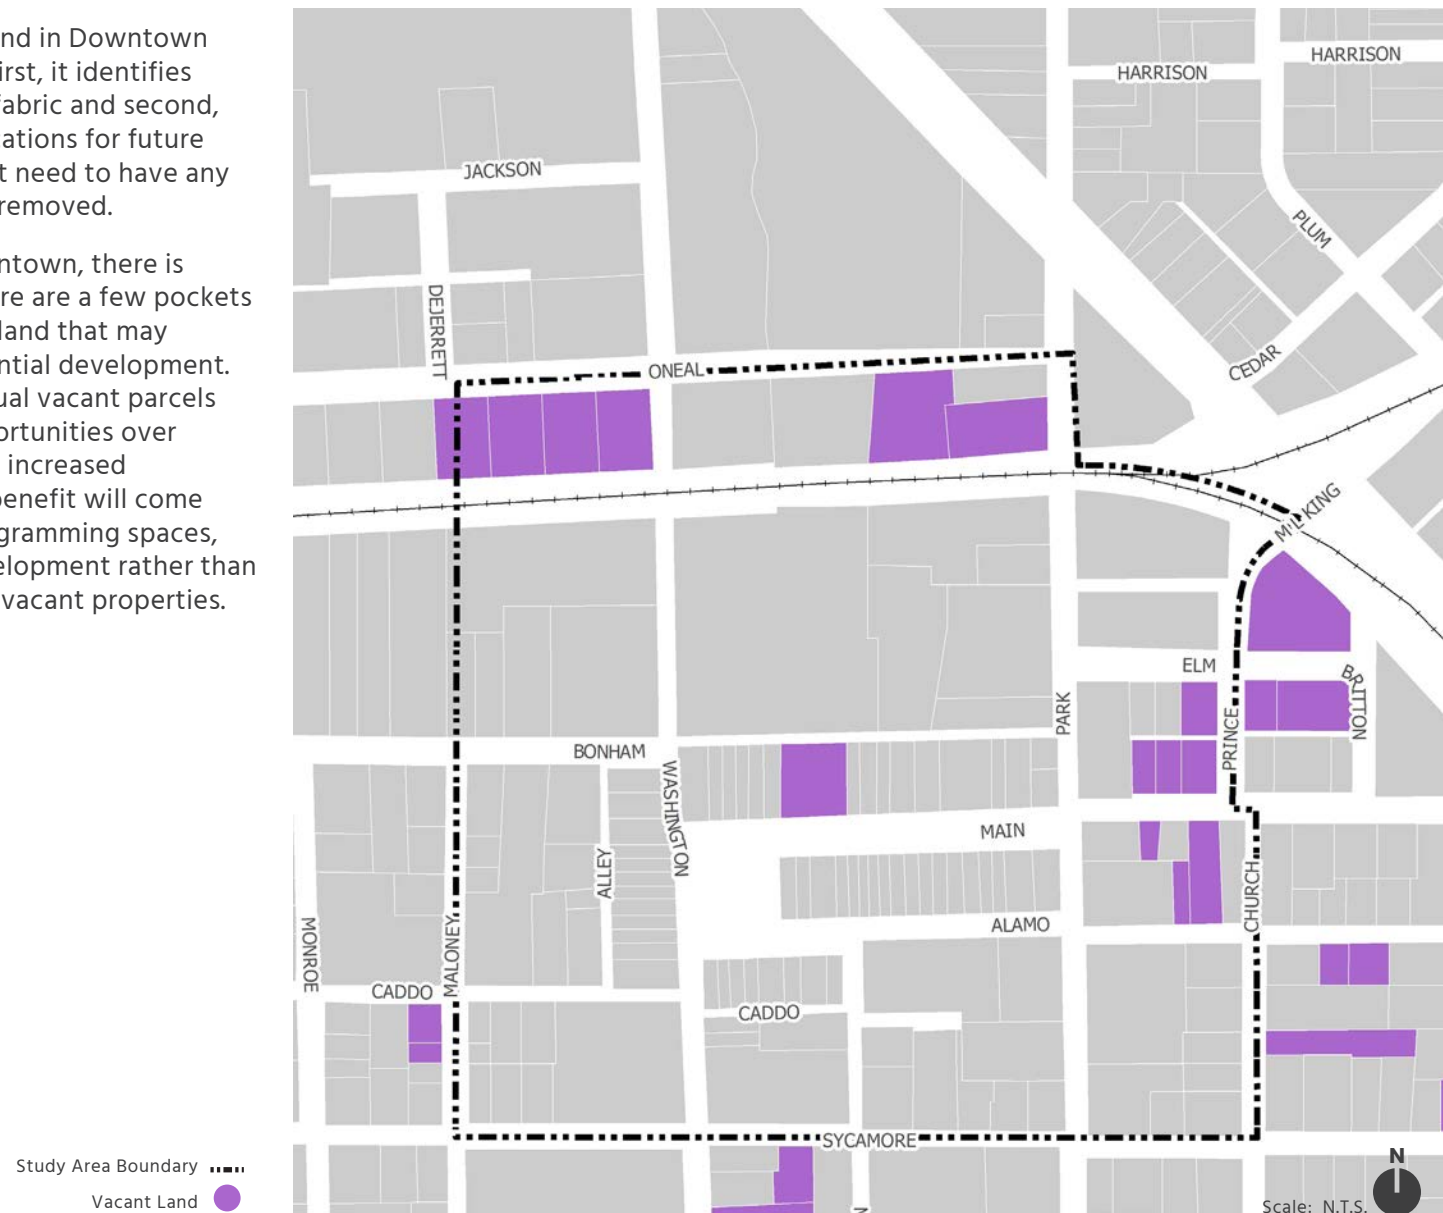 nd in Downtown
irst, it identifies
fabric and second,
ations for future
t need to have any
removed.
ntown, there is
re are a few pockets
land that may
ntial development.
ual vacant parcels
ortunities over
increased
benefit will come
gramming spaces,
elopment rather than
vacant properties.
HARRISON
HARRISON
JACKSON
PLUM
DEJERRETT
CEDAR
ONEAL
M L KING
ELM
BRITTON
PARK
PRINCE
BONHAM
WASHINGTON
MAIN
ALLEY
CHURCH
ALAMO
MONROE
MALONEY
CADDO
CADDO
SYCAMORE
Study Area Boundary
Vacant Land
N
Scale: N.T.S.